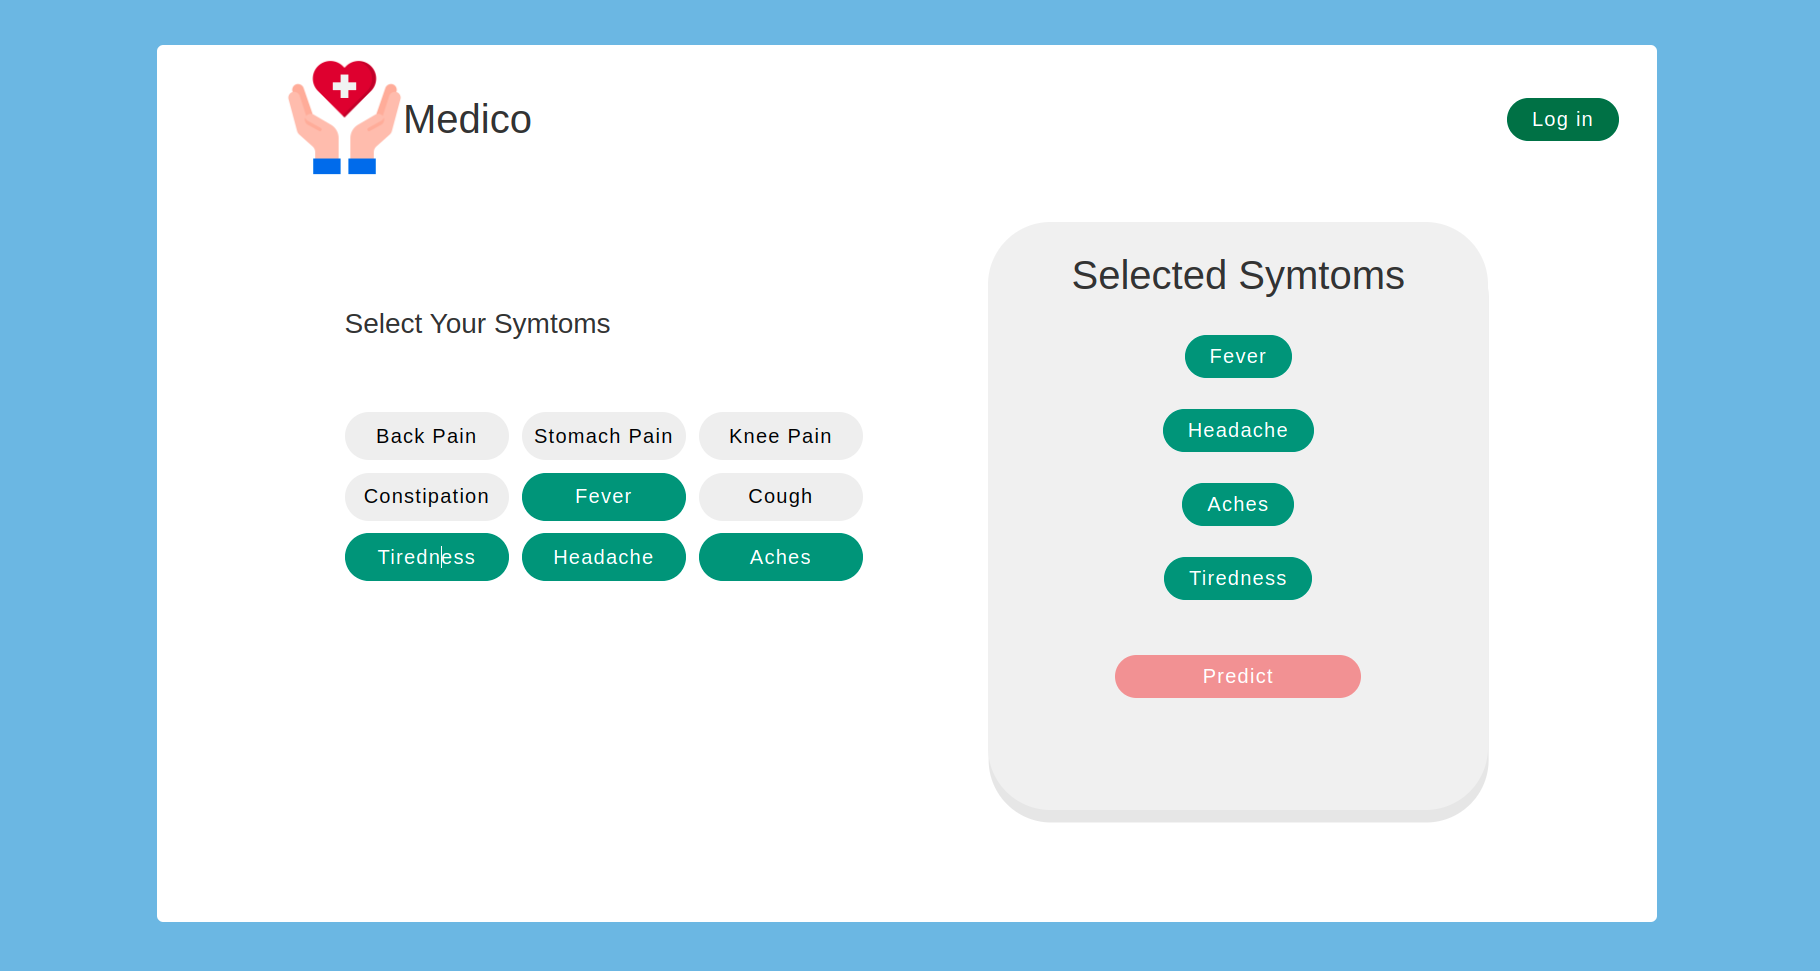 Medico
Log in
Select Your Symtoms
Back Pain
Stomach Pain
Knee Pain
Constipation
Fever
Cough
Tiredness
Headache
Aches
Selected Symtoms
Fever
Headache
Aches
Tiredness
Predict